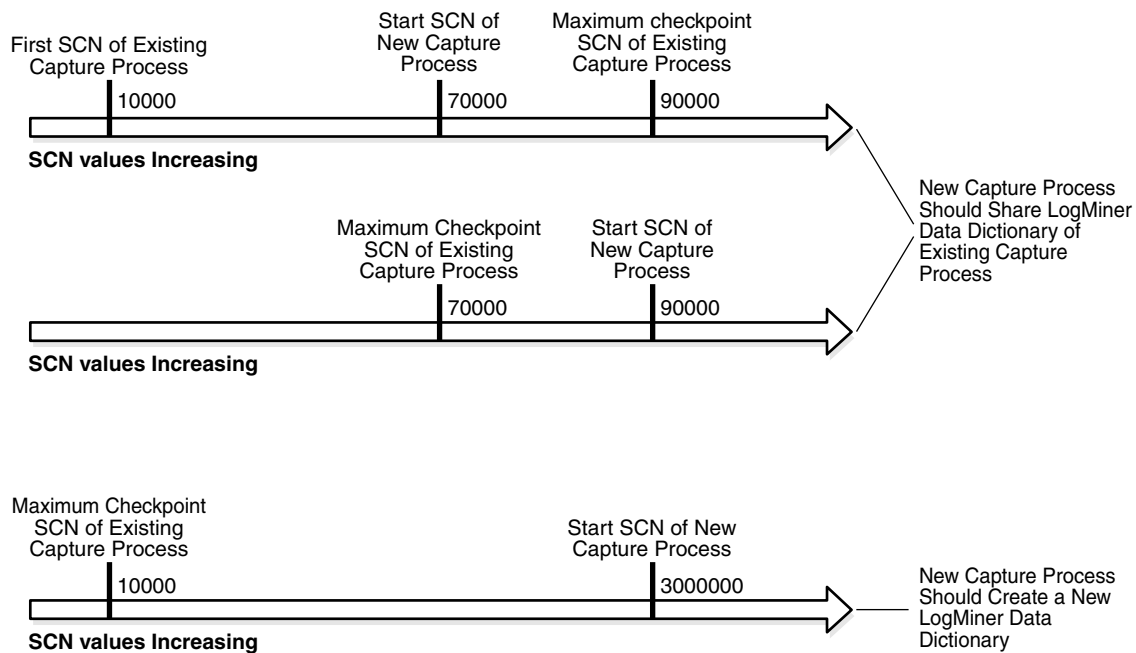 First SCN of Existing
Capture Process
10000
Start SCN of
New Capture
Process
70000
Maximum checkpoint
SCN of Existing
Capture Process
90000
SCN values Increasing
New Capture Process
Should Share LogMiner
Data Dictionary of
Existing Capture
Process
Maximum Checkpoint
SCN of Existing
Capture Process
70000
Start SCN of
New Capture
Process
90000
SCN values Increasing
Maximum Checkpoint
SCN of Existing
Capture Process
10000
Start SCN of New
Capture Process
3000000
SCN values Increasing
New Capture Process
Should Create a New
LogMiner Data
Dictionary